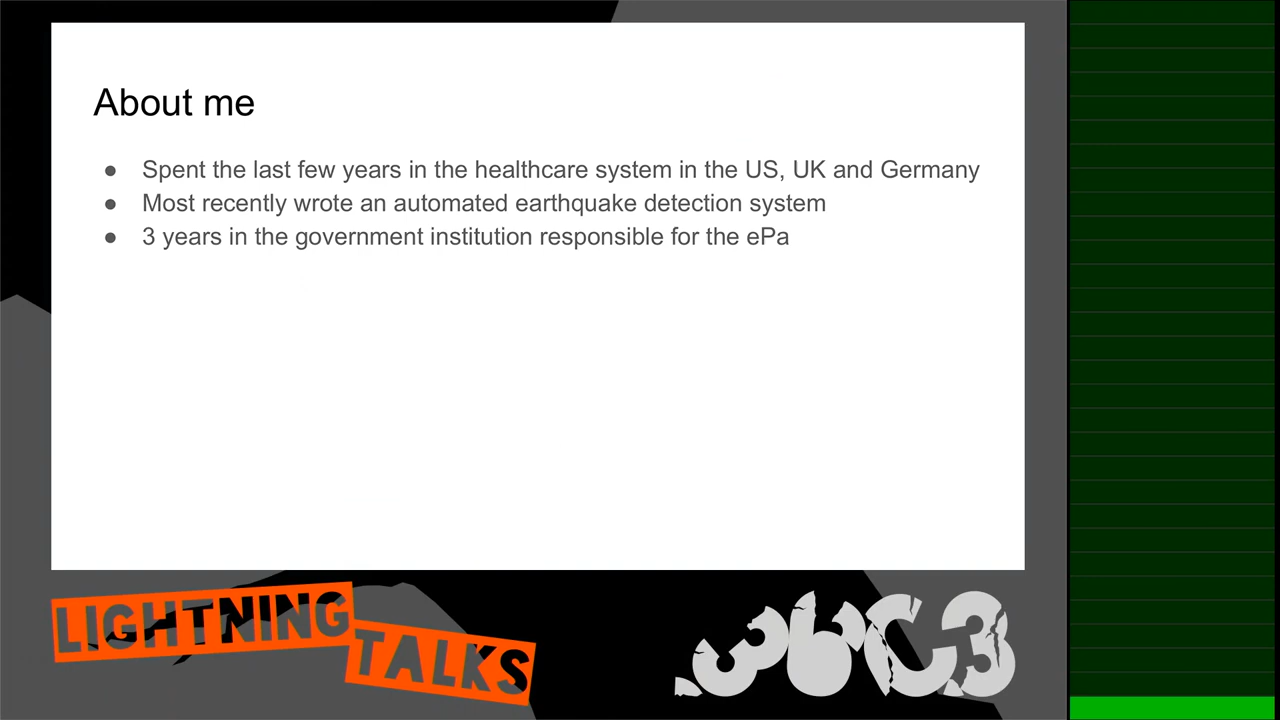 About me
● Spent the last few years in the healthcare system in the US, UK and Germany
● Most recently wrote an automated earthquake detection system
● 3 years in the government institution responsible for the ePa
LIGHTNING
TALKS
.36C3